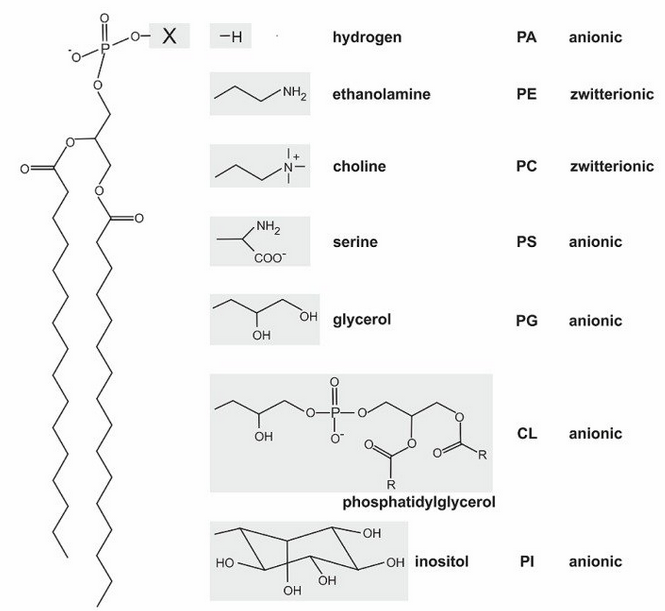 O
-O P O X
O
O
O
O
O
–H hydrogen PA anionic
NH2 ethanolamine PE zwitterionic
N+ choline PC zwitterionic
NH2
COO- serine PS anionic
OH
OH glycerol PG anionic
O
O P O O
OH O- O O
O R
R
CL anionic
phosphatidylglycerol
OH
HO OH
OH
OH
inositol PI anionic